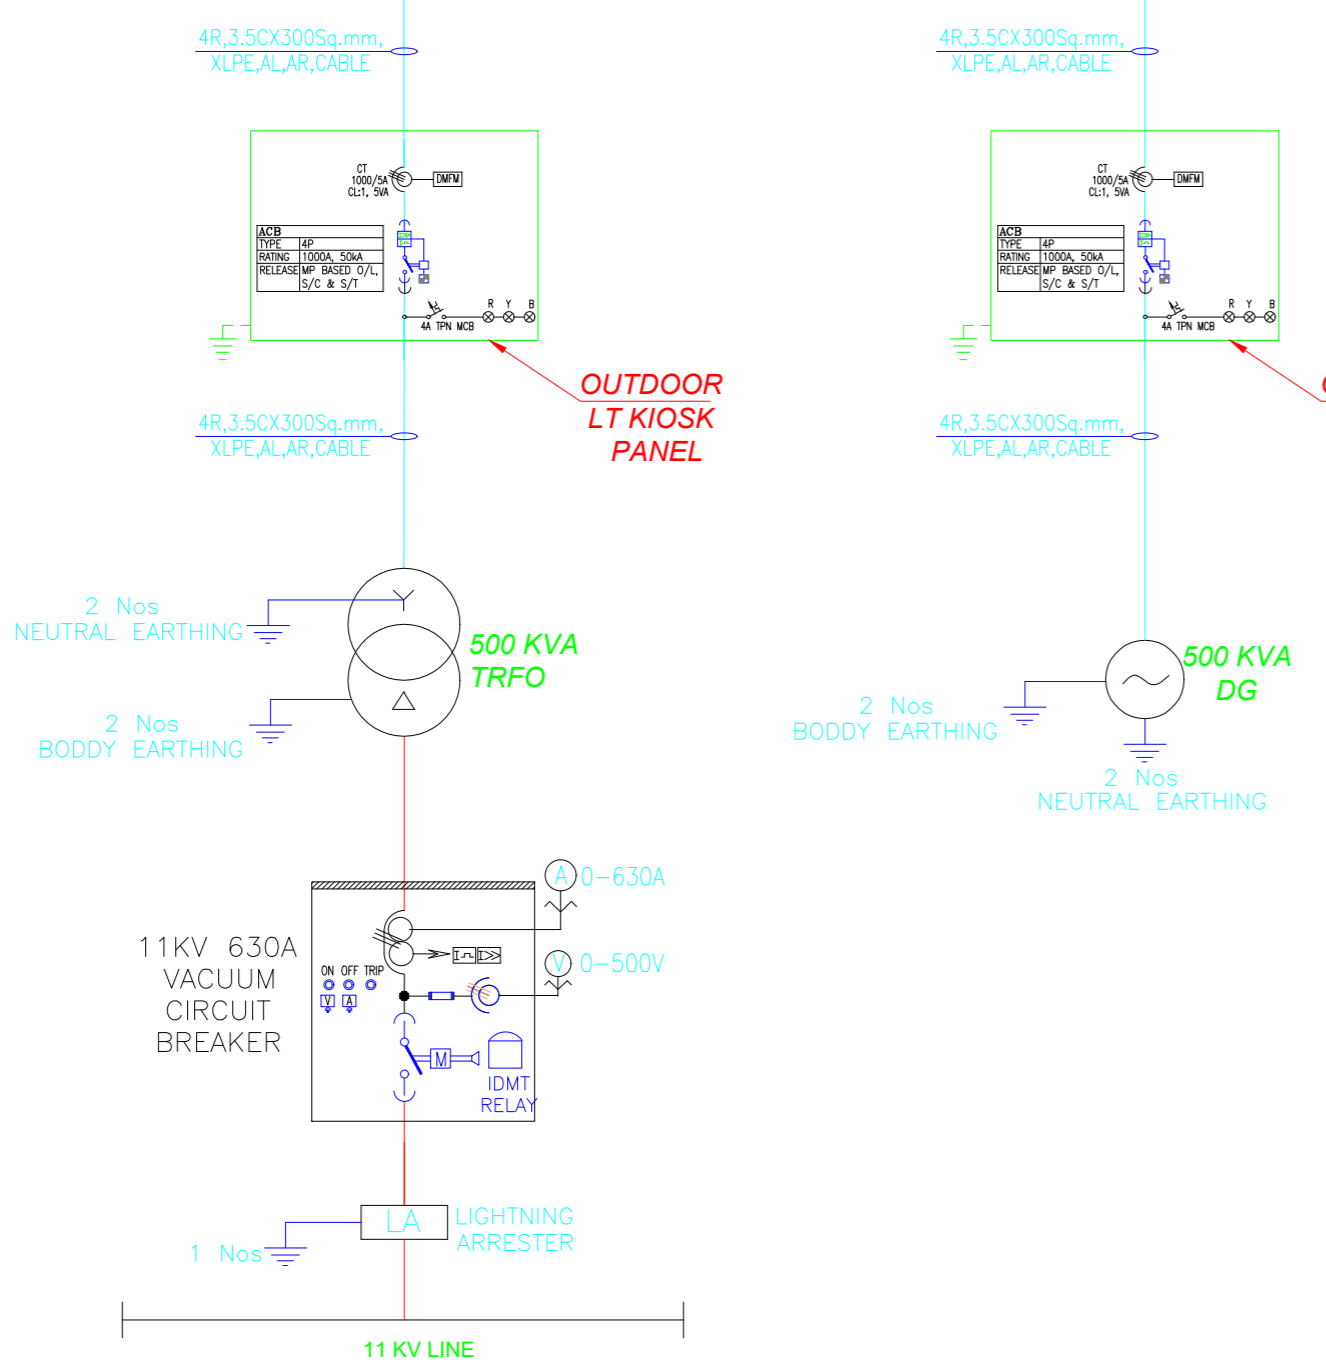 4R,3.5CX300Sq.mm,
XLPE,AL,AR,CABLE
CT
1000/5A
CL:1, 5VA
DMFM
ACB
TYPE 4P
RATING 1000A, 50kA
RELEASE MP BASED O/L,
S/C & S/T
R Y B
4A TPN MCB
OUTDOOR
LT KIOSK
PANEL
4R,3.5CX300Sq.mm,
XLPE,AL,AR,CABLE
2 Nos
NEUTRAL EARTHING
500 KVA
TRFO
2 Nos
BODDY EARTHING
11KV 630A
VACUUM
CIRCUIT
BREAKER
ON OFF TRIP
V A
A 0-630A
I I>>
V 0-500V
M
IDMT
RELAY
LA
LIGHTNING
ARRESTER
1 Nos
11 KV LINE
4R,3.5CX300Sq.mm,
XLPE,AL,AR,CABLE
CT
1000/5A
CL:1, 5VA
DMFM
ACB
TYPE 4P
RATING 1000A, 50kA
RELEASE MP BASED O/L,
S/C & S/T
R Y B
4A TPN MCB
4R,3.5CX300Sq.mm,
XLPE,AL,AR,CABLE
500 KVA
DG
2 Nos
BODDY EARTHING
2 Nos
NEUTRAL EARTHING